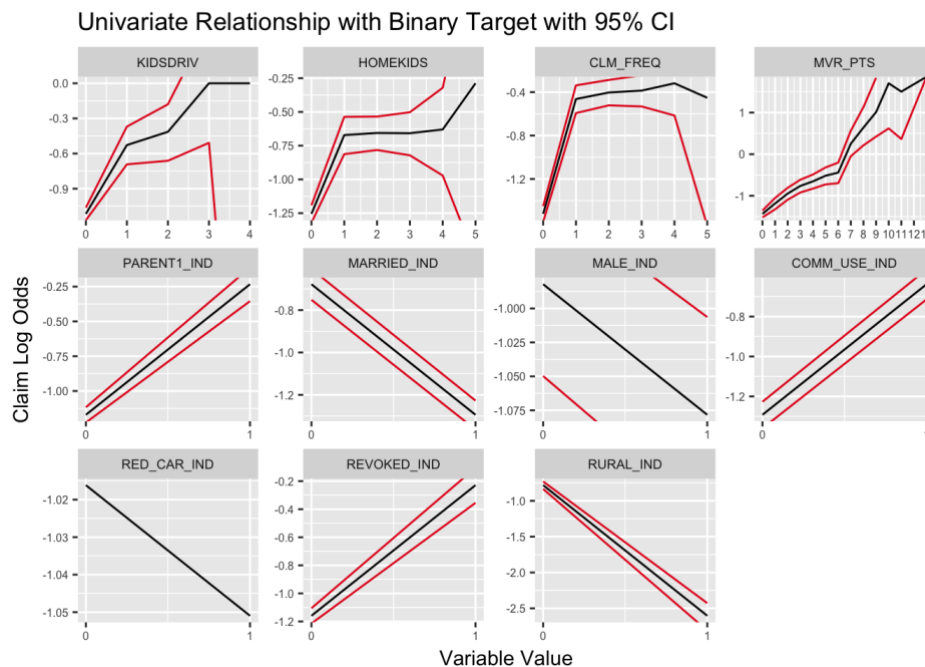 Univariate Relationship with Binary Target with 95% CI
KIDSDRIV
HOMEKIDS
CLM_FREQ
MVR_PTS
0.0
-0.3
-0.6
-0.9
0 1 2 3 4
-0.25
-0.50
-0.75
-1.00
-1.25
0 1 2 3 4 5
-0.4
-0.8
-1.2
0 1 2 3 4 5
1
0
-1
0 1 2 3 4 5 6 7 8 9 10 11 12 1
PARENT1_IND
MARRIED_IND
MALE_IND
COMM_USE_IND
-0.25
-0.50
-0.75
-1.00
0 1
-0.8
-1.0
-1.2
0 1
-1.000
-1.025
-1.050
-1.075
0 1
-0.8
-1.0
-1.2
0 1
RED_CAR_IND
REVOKED_IND
RURAL_IND
-1.02
-1.03
-1.04
-1.05
0 1
-0.2
-0.4
-0.6
-0.8
-1.0
-1.2
0 1
-1.0
-1.5
-2.0
-2.5
0 1
Claim Log Odds
Variable Value